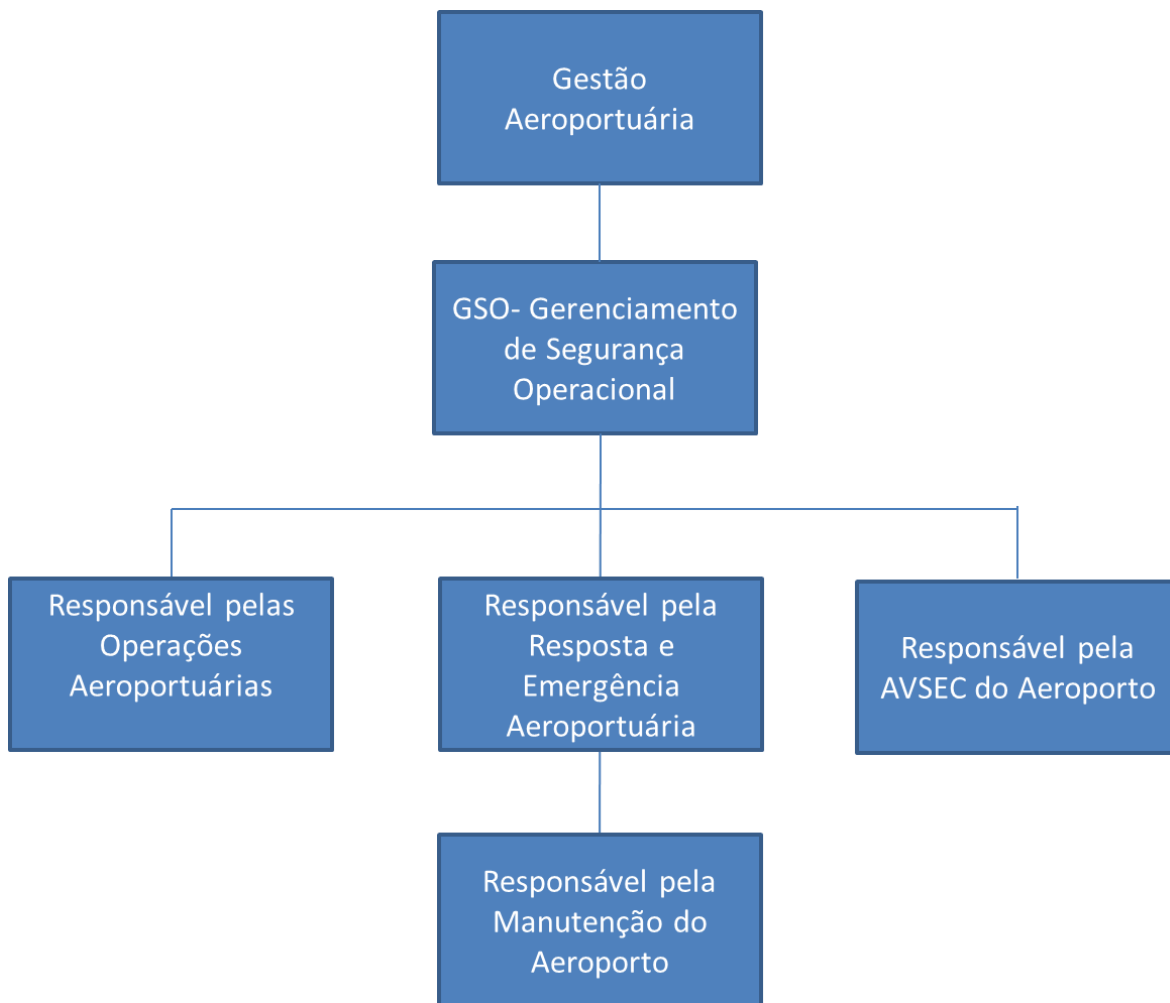 Gestão
Aeroportuária
GSO- Gerenciamento
de Segurança
Operacional
Responsável pelas
Operações
Aeroportuárias
Responsável pela
Resposta e
Emergência
Aeroportuária
Responsável pela
AVSEC do Aeroporto
Responsável pela
Manutenção do
Aeroporto